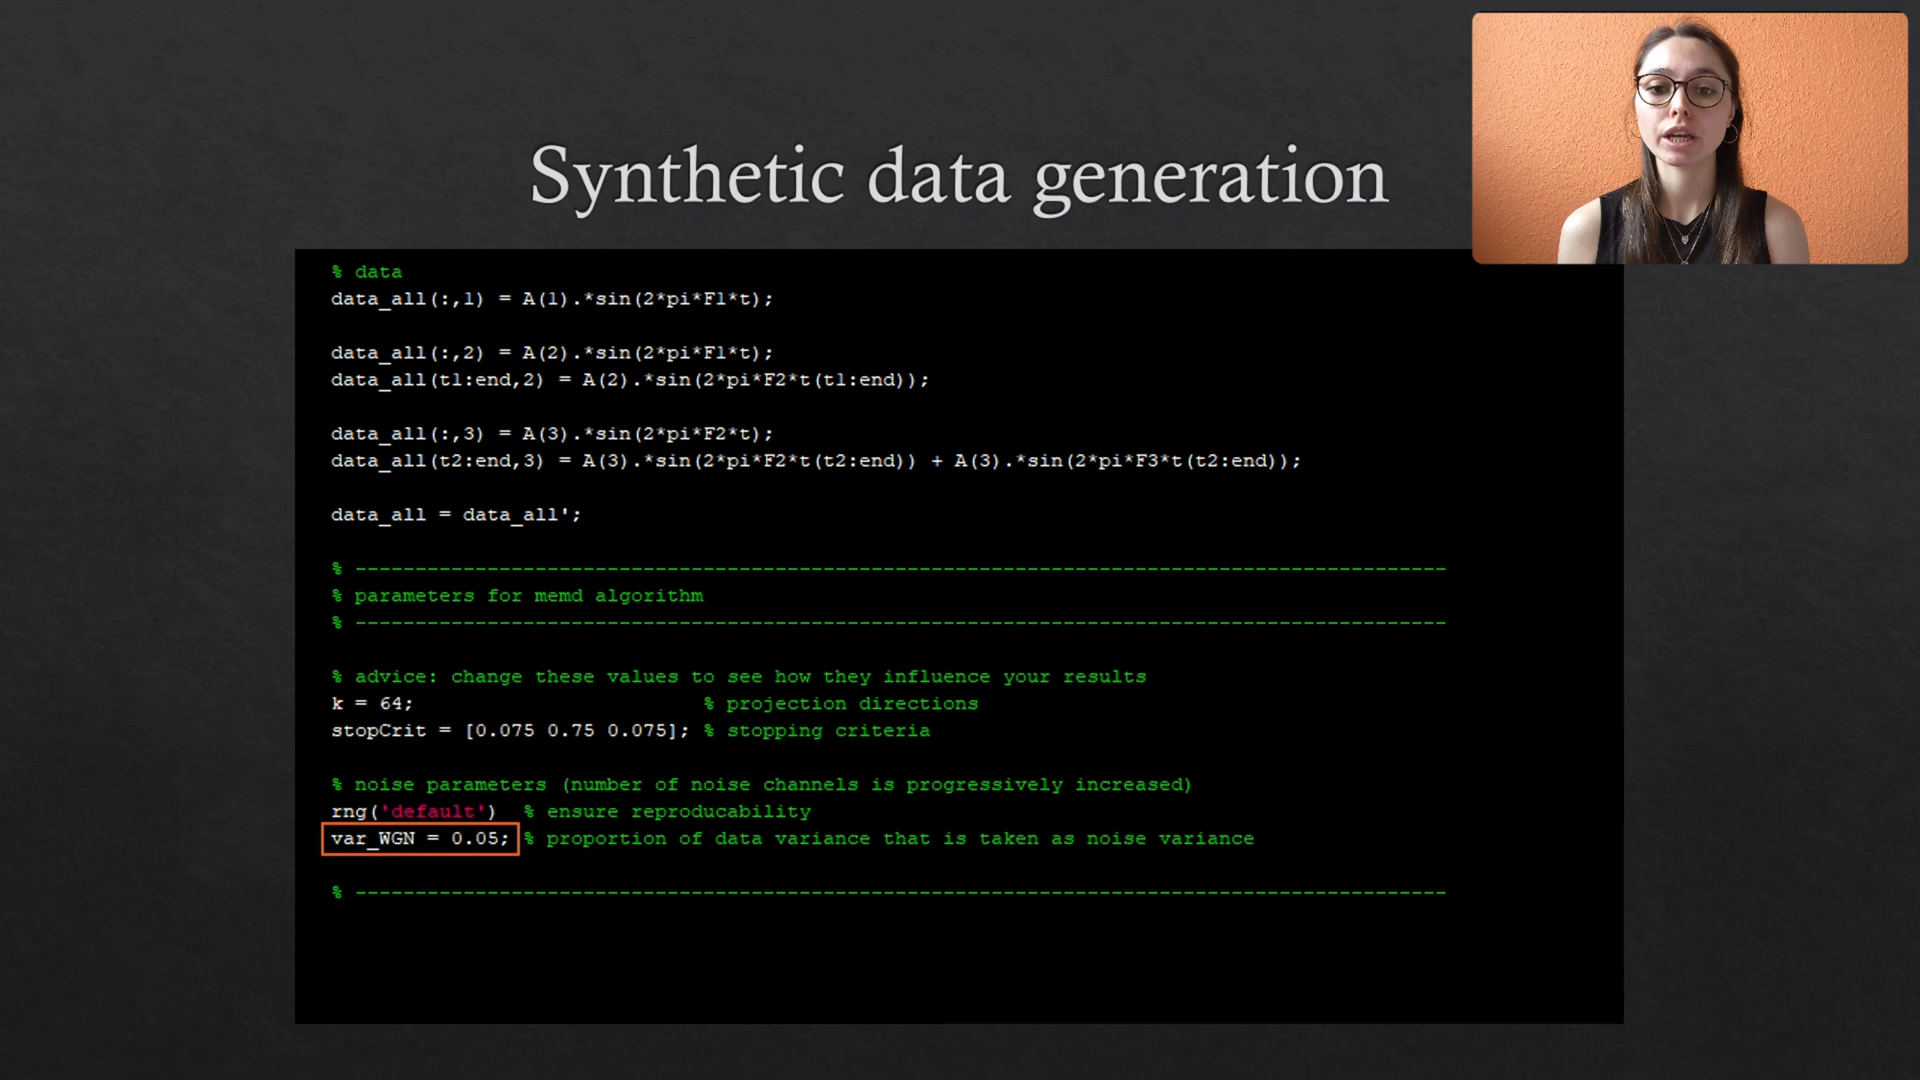 Synthetic data generation
% data
data_all(:,1) = A(1).*sin(2*pi*F1*t);
data_all(:,2) = A(2).*sin(2*pi*F1*t);
data_all(t1:end,2) = A(2).*sin(2*pi*F2*t(t1:end));
data_all(:,3) = A(3).*sin(2*pi*F2*t);
data_all(t2:end,3) = A(3).*sin(2*pi*F2*t(t2:end)) + A(3).*sin(2*pi*F3*t(t2:end));
data_all = data_all';
% -------------------------------------------------------------------------------------------
% parameters for memd algorithm
% -------------------------------------------------------------------------------------------
% advice: change these values to see how they influence your results
k = 64; % projection directions
stopCrit = [0.075 0.75 0.075]; % stopping criteria
% noise parameters (number of noise channels is progressively increased)
rng('default') % ensure reproducability
var_WGN = 0.05; % proportion of data variance that is taken as noise variance
% -------------------------------------------------------------------------------------------